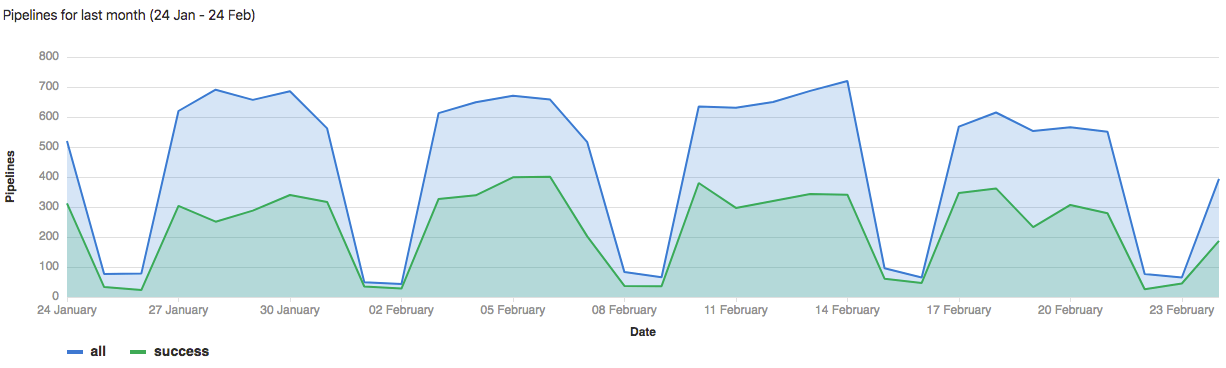 Pipelines for last month (24 Jan - 24 Feb)
800
700
600
500
400
300
200
100
0
Pipelines
24 January 27 January 30 January 02 February 05 February 08 February 11 February 14 February 17 February 20 February 23 February
Date
all success